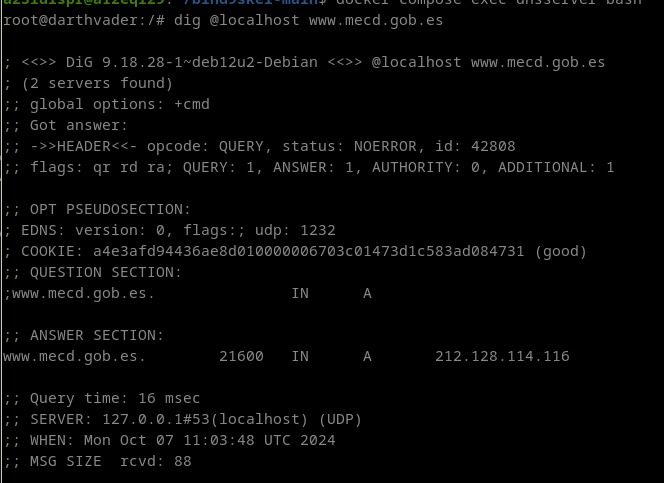 docker compose exec dnsserver bash
root@darthvader:/# dig @localhost www.mecd.gob.es
; <<>> DiG 9.18.28-1~deb12u2-Debian <<>> @localhost www.mecd.gob.es
; (2 servers found)
;; global options: +cmd
;; Got answer:
;; ->>HEADER<<- opcode: QUERY, status: NOERROR, id: 42808
;; flags: qr rd ra; QUERY: 1, ANSWER: 1, AUTHORITY: 0, ADDITIONAL: 1
;; OPT PSEUDOSECTION:
; EDNS: version: 0, flags:; udp: 1232
; COOKIE: a4e3afd94436ae8d010000006703c01473d1c583ad084731 (good)
;; QUESTION SECTION:
;www.mecd.gob.es. IN A
;; ANSWER SECTION:
www.mecd.gob.es. 21600 IN A 212.128.114.116
;; Query time: 16 msec
;; SERVER: 127.0.0.1#53(localhost) (UDP)
;; WHEN: Mon Oct 07 11:03:48 UTC 2024
;; MSG SIZE rcvd: 88